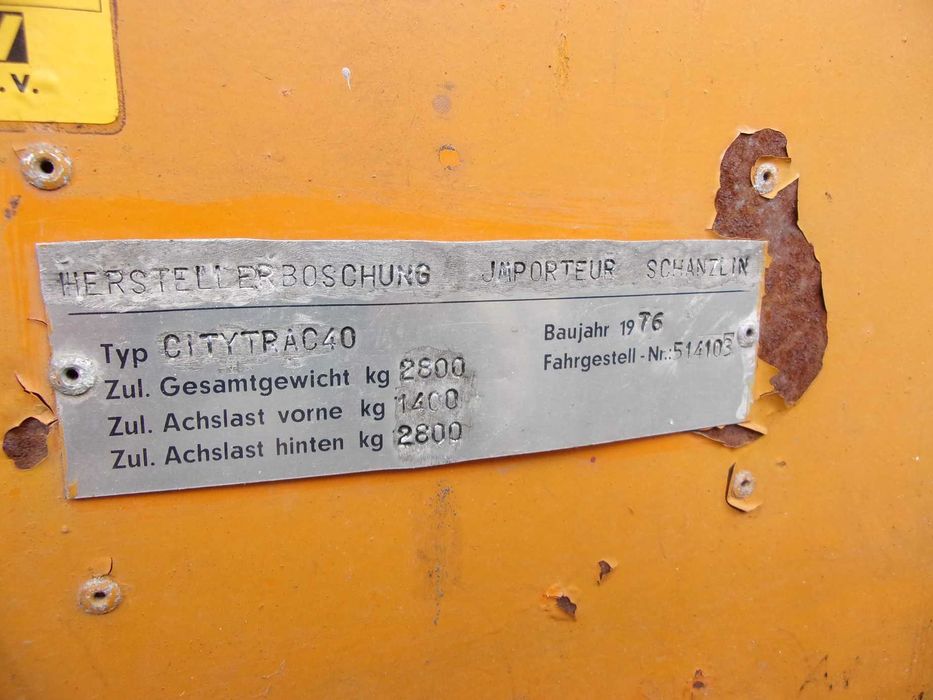 .V.
HERSTELLERBOSCHUNG JMPORTEUR SCHANZLIN
Typ CITYTRAC40
Baujahr 1976
Zul. Gesamtgewicht kg 2800
Fahrgestell-Nr.:514103
Zul. Achslast vorne kg 1400
Zul. Achslast hinten kg 2800